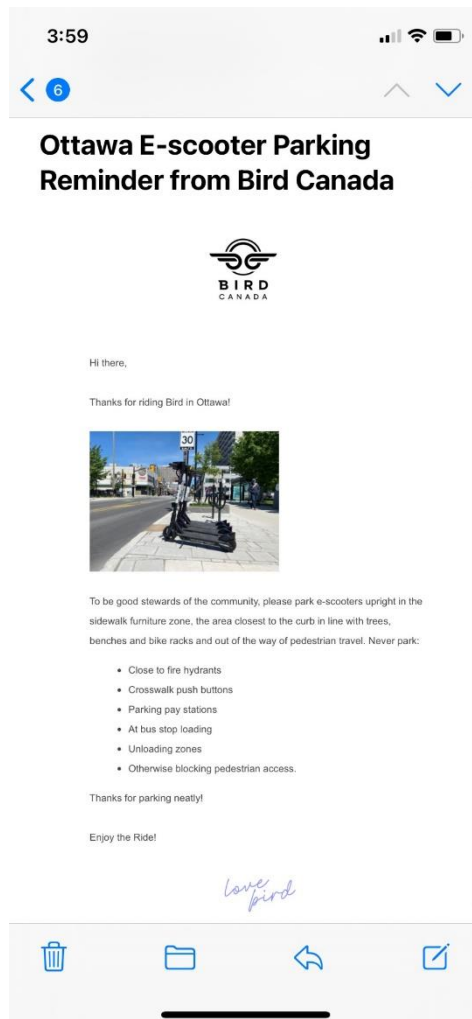 3:59
6
Ottawa E-scooter Parking
Reminder from Bird Canada
BIRD
CANADA
Hi there,
Thanks for riding Bird in Ottawa!
30
To be good stewards of the community, please park e-scooters upright in the
sidewalk furniture zone, the area closest to the curb in line with trees,
benches and bike racks and out of the way of pedestrian travel. Never park:
• Close to fire hydrants
• Crosswalk push buttons
• Parking pay stations
• At bus stop loading
• Unloading zones
• Otherwise blocking pedestrian access.
Thanks for parking neatly!
Enjoy the Ride!
love
bird